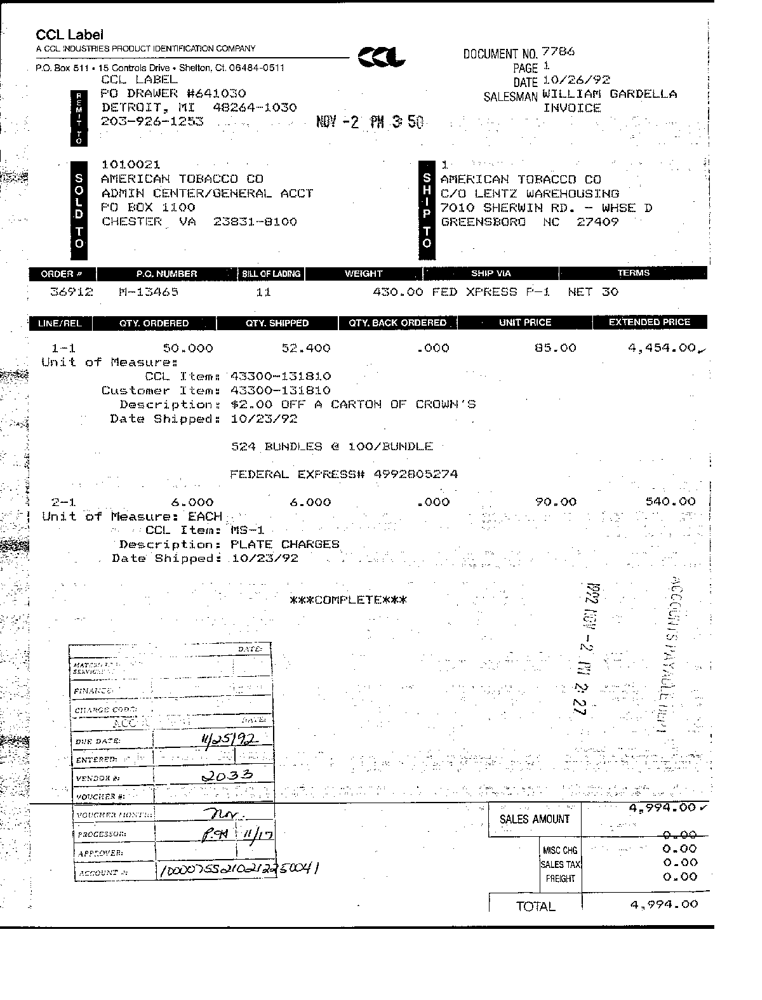 CCL Label
A CCL INDUSTRIES PRODUCT IDENTIFICATION COMPANY
CCL
P.O. Box 511 • 15 Controls Drive • Shelton, Ct. 06484-0511
DOCUMENT NO. 7786
PAGE 1
DATE 10/26/92
SALESMAN WILLIAM GARDELLA
INVOICE
REMIT TO
CCL LABEL
PO DRAWER #641030
DETROIT, MI 48264-1030
203-926-1253
NOV -2 PM 3:50
SOLD TO
1010021
AMERICAN TOBACCO CO
ADMIN CENTER/GENERAL ACCT
PO BOX 1100
CHESTER VA 23831-8100
SHIP TO
1
AMERICAN TOBACCO CO
C/O LENTZ WAREHOUSING
7010 SHERWIN RD. - WHSE D
GREENSBORO NC 27409
ORDER # P.O. NUMBER BILL OF LADING WEIGHT SHIP VIA TERMS
36912 M-13465 11 430.00 FED XPRESS P-1 NET 30
LINE/REL QTY. ORDERED QTY. SHIPPED QTY. BACK ORDERED UNIT PRICE EXTENDED PRICE
1-1 50.000 52.400 .000 85.00 4,454.00
Unit of Measure:
CCL Item: 43300-131810
Customer Item: 43300-131810
Description: $2.00 OFF A CARTON OF CROWN'S
Date Shipped: 10/23/92
524 BUNDLES @ 100/BUNDLE
FEDERAL EXPRESS# 4992805274
2-1 6.000 6.000 .000 90.00 540.00
Unit of Measure: EACH
CCL Item: MS-1
Description: PLATE CHARGES
Date Shipped: 10/23/92
***COMPLETE***
1992 NOV -2 PM 2:27
ACCOUNTS PAYABLE DEPT
DATE:
FINANCE:
CHARGE CODE:
DATE:
DUE DATE: 11/25/92
ENTERED:
VENDOR #: 2033
VOUCHER #:
VOUCHER MONTH: Nov.
PROCESSOR: 11/17
APPROVER:
ACCOUNT #:
SALES AMOUNT 4,994.00
0.00
MISC CHG 0.00
SALES TAX 0.00
FREIGHT 0.00
TOTAL 4,994.00